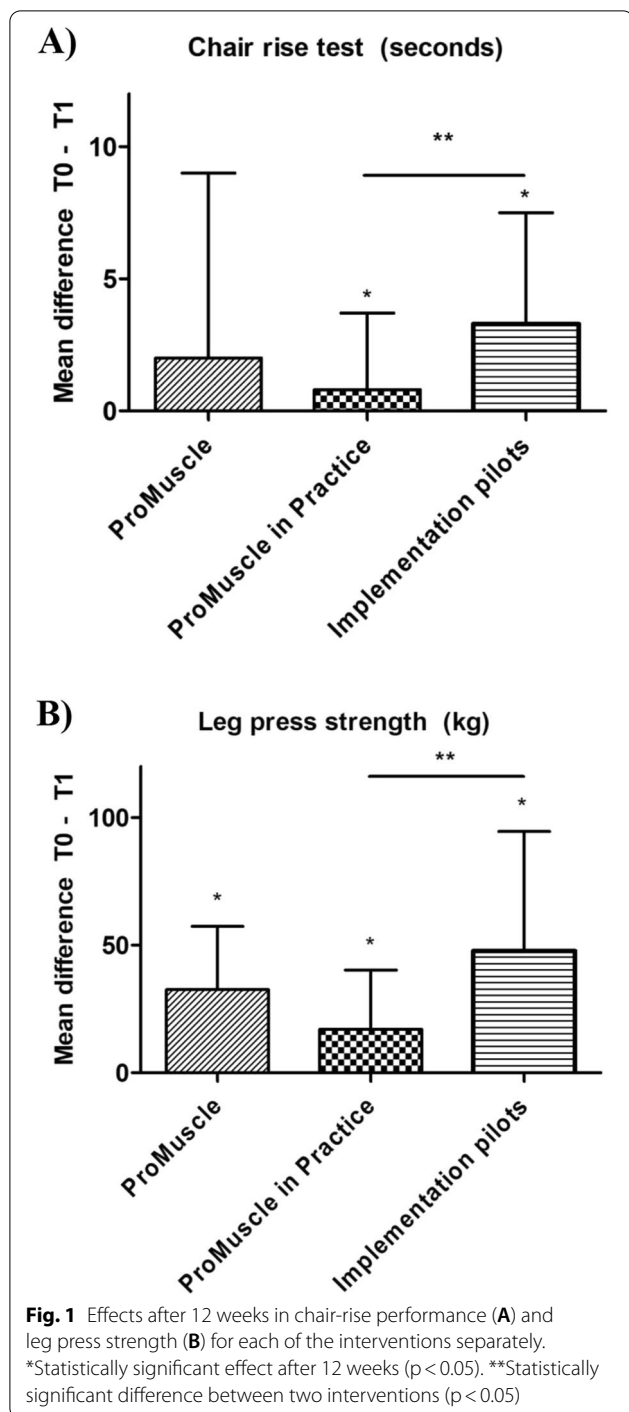 A)
Chair rise test (seconds)
Mean difference T0 - T1
10
5
0
**
*
*
ProMuscle
ProMuscle in Practice
Implementation pilots
B)
Leg press strength (kg)
Mean difference T0 - T1
100
50
0
**
*
*
*
ProMuscle
ProMuscle in Practice
Implementation pilots
Fig. 1 Effects after 12 weeks in chair-rise performance (A) and
leg press strength (B) for each of the interventions separately.
*Statistically significant effect after 12 weeks (p < 0.05). **Statistically
significant difference between two interventions (p < 0.05)